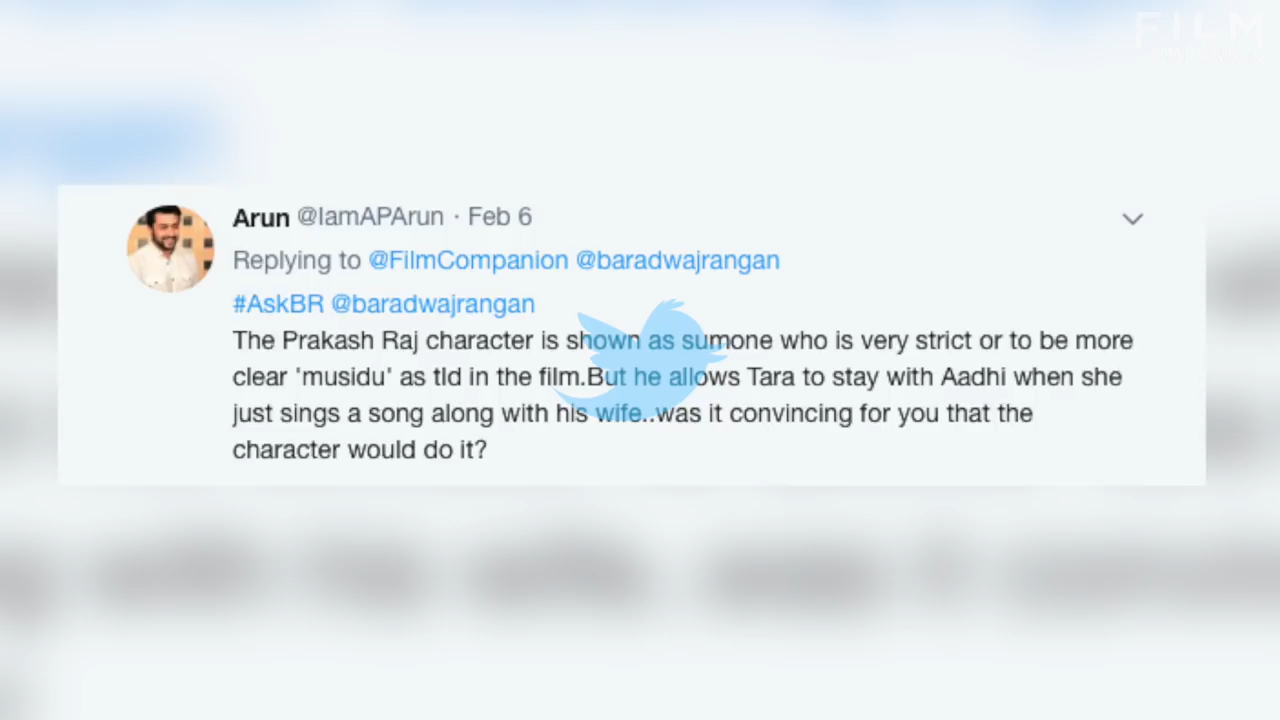 FILM
Arun @IamAPArun · Feb 6
Replying to @FilmCompanion @baradwajrangan
#AskBR @baradwajrangan
The Prakash Raj character is shown as sumone who is very strict or to be more
clear 'musidu' as tld in the film.But he allows Tara to stay with Aadhi when she
just sings a song along with his wife..was it convincing for you that the
character would do it?